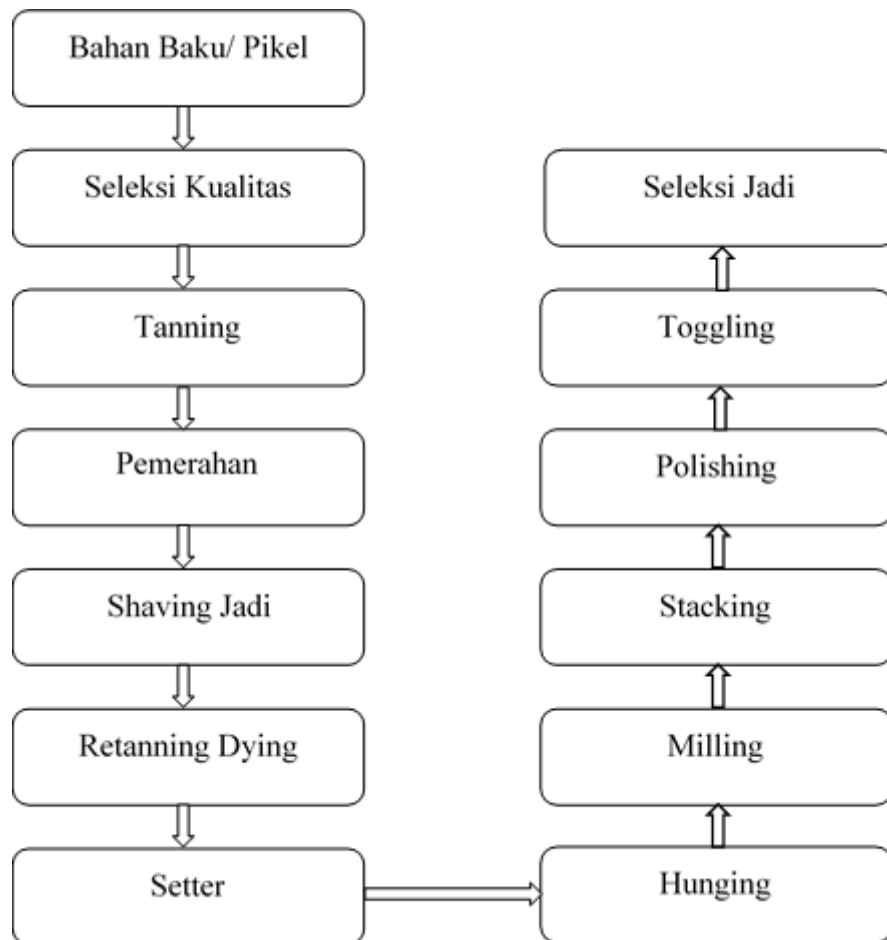 Bahan Baku/ Pikel
Seleksi Kualitas
Tanning
Pemerahan
Shaving Jadi
Retanning Dying
Setter
Hunging
Milling
Stacking
Polishing
Toggling
Seleksi Jadi